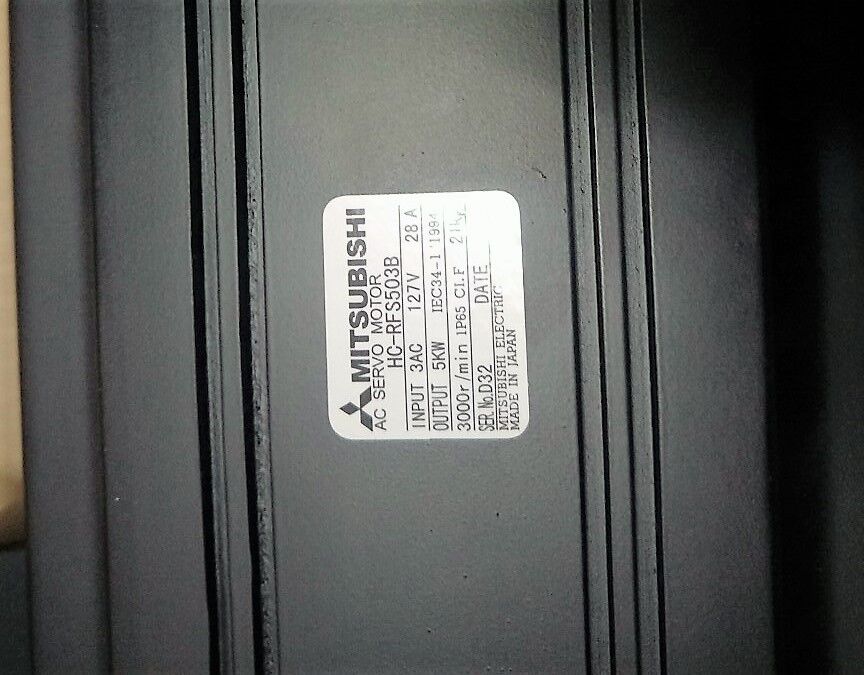 MITSUBISHI
AC SERVO MOTOR
HC-RFS503B
INPUT 3AC 127V 28 A
OUTPUT 5KW IEC34-1'1994
3000r/min IP65 CI.F
SER.No.D32 DATE
MITSUBISHI ELECTRIC
MADE IN JAPAN